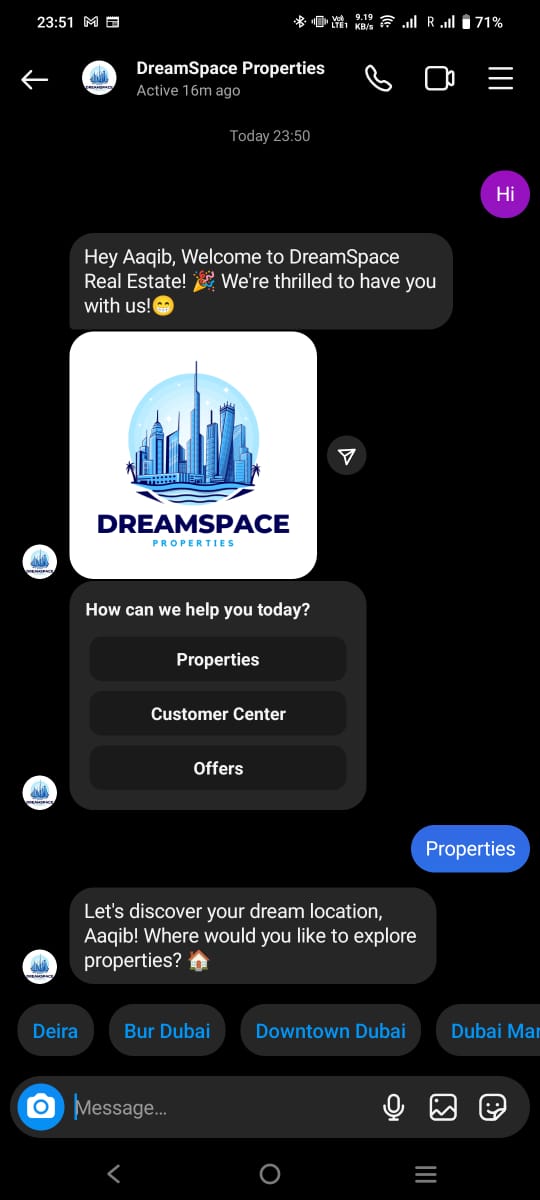 23:51 Vo) LTE1 9.19 KB/s R 71%
DreamSpace Properties
Active 16m ago
Today 23:50
Hi
Hey Aaqib, Welcome to DreamSpace
Real Estate! 🎉 We're thrilled to have you
with us!😁
DREAMSPACE
PROPERTIES
How can we help you today?
Properties
Customer Center
Offers
Properties
Let's discover your dream location,
Aaqib! Where would you like to explore
properties? 🏠
Deira
Bur Dubai
Downtown Dubai
Dubai Mar
Message...